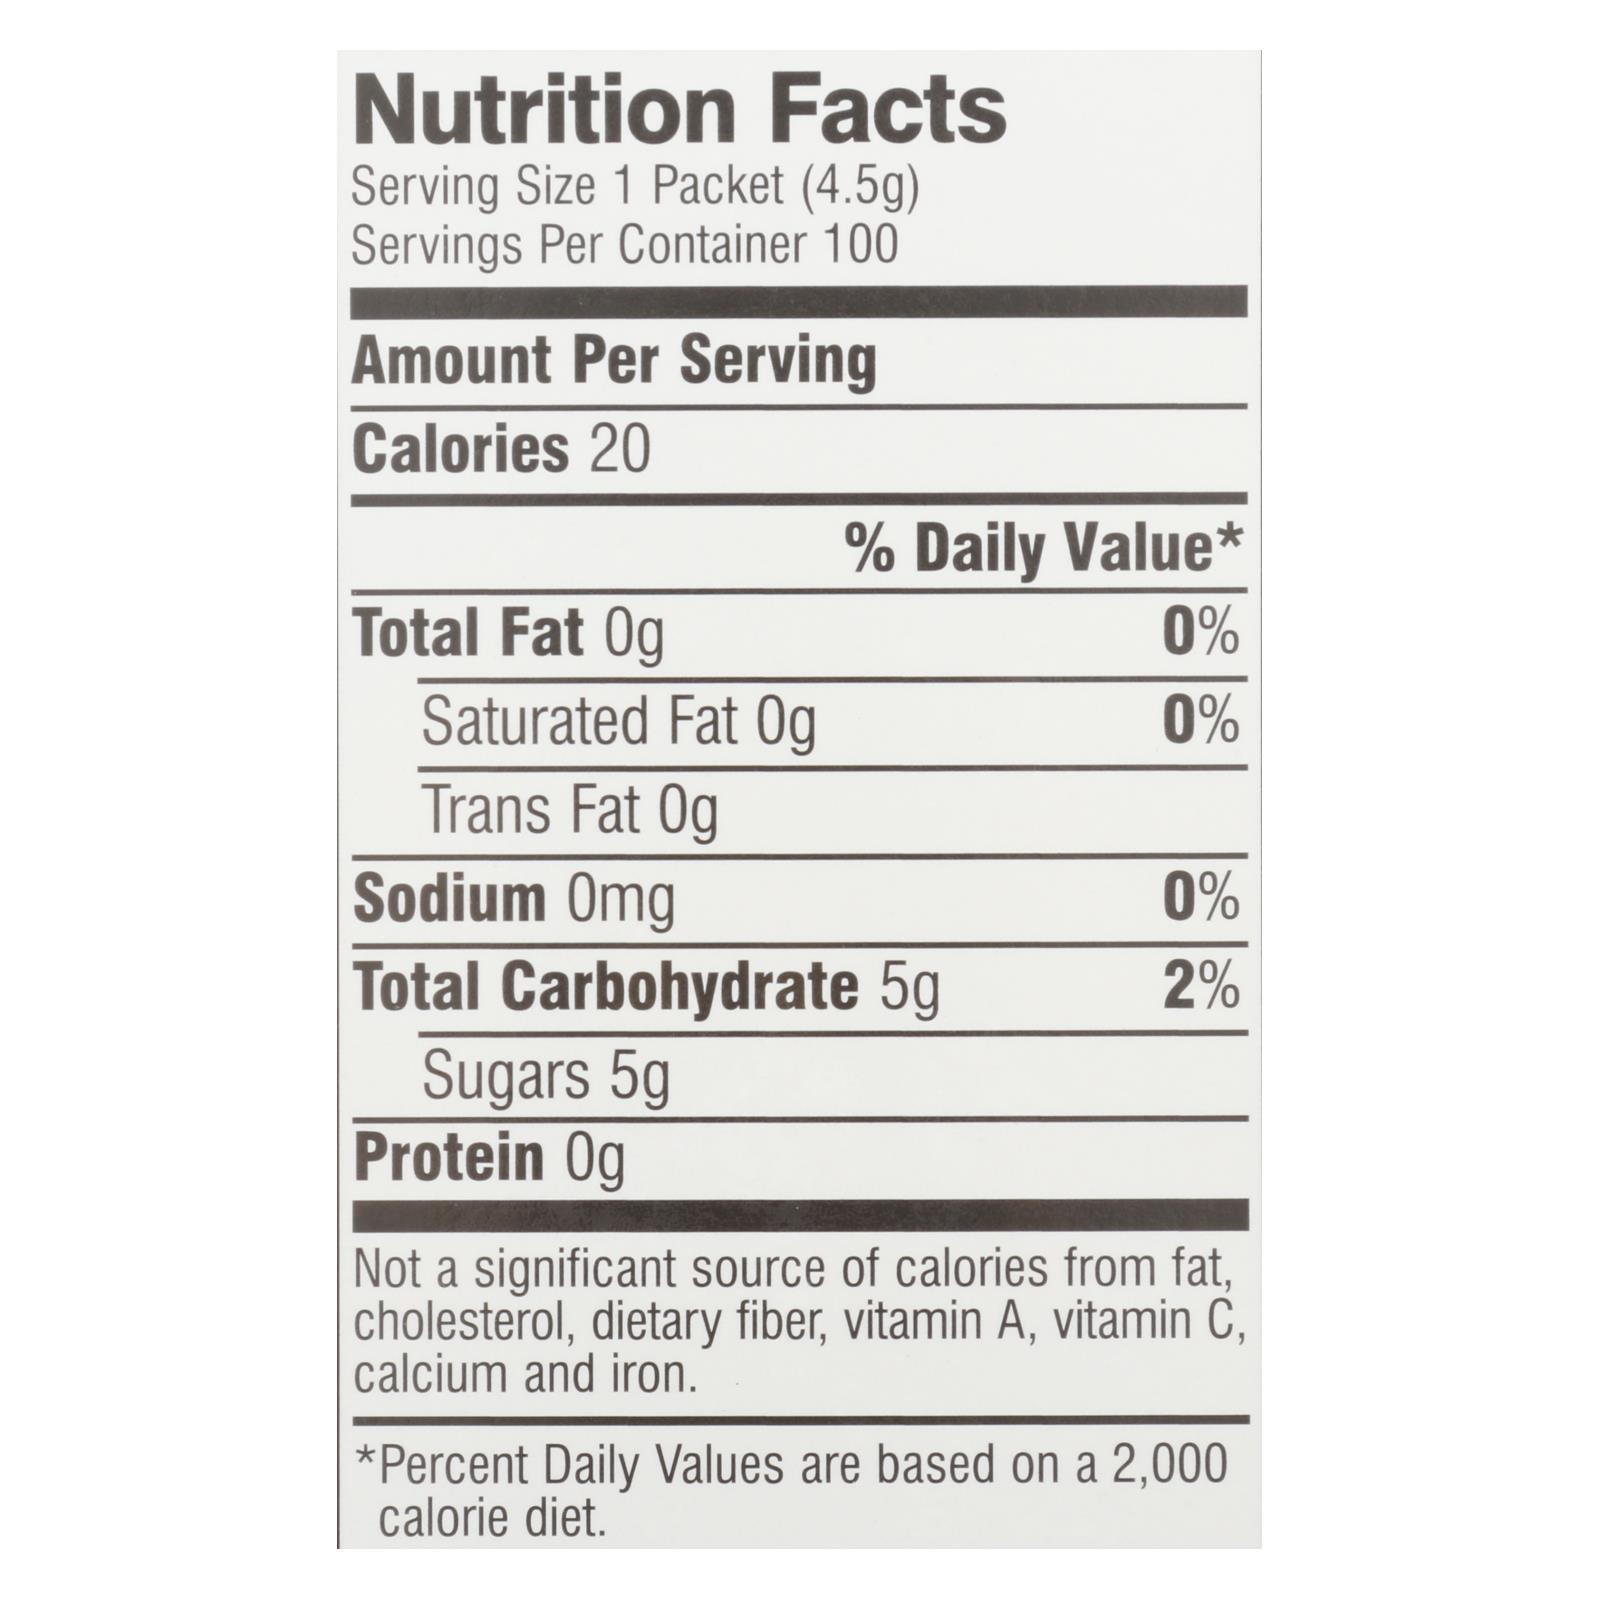 Nutrition Facts
Serving Size 1 Packet (4.5g)
Servings Per Container 100
Amount Per Serving
Calories 20
% Daily Value*
Total Fat 0g 0%
Saturated Fat 0g 0%
Trans Fat 0g
Sodium 0mg 0%
Total Carbohydrate 5g 2%
Sugars 5g
Protein 0g
Not a significant source of calories from fat,
cholesterol, dietary fiber, vitamin A, vitamin C,
calcium and iron.
*Percent Daily Values are based on a 2,000
calorie diet.